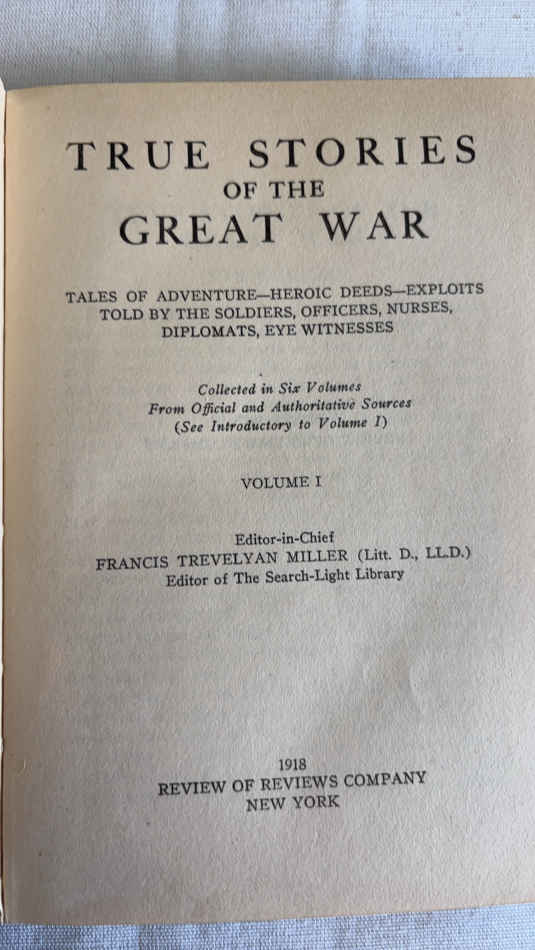 TRUE STORIES
OF THE
GREAT WAR
TALES OF ADVENTURE—HEROIC DEEDS—EXPLOITS
TOLD BY THE SOLDIERS, OFFICERS, NURSES,
DIPLOMATS, EYE WITNESSES
Collected in Six Volumes
From Official and Authoritative Sources
(See Introductory to Volume I)
VOLUME I
Editor-in-Chief
FRANCIS TREVELYAN MILLER (Litt. D., LL.D.)
Editor of The Search-Light Library
1918
REVIEW OF REVIEWS COMPANY
NEW YORK